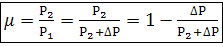 μ = P₂/P₁ = P₂/(P₂+ΔP) = 1 − ΔP/(P₂+ΔP)